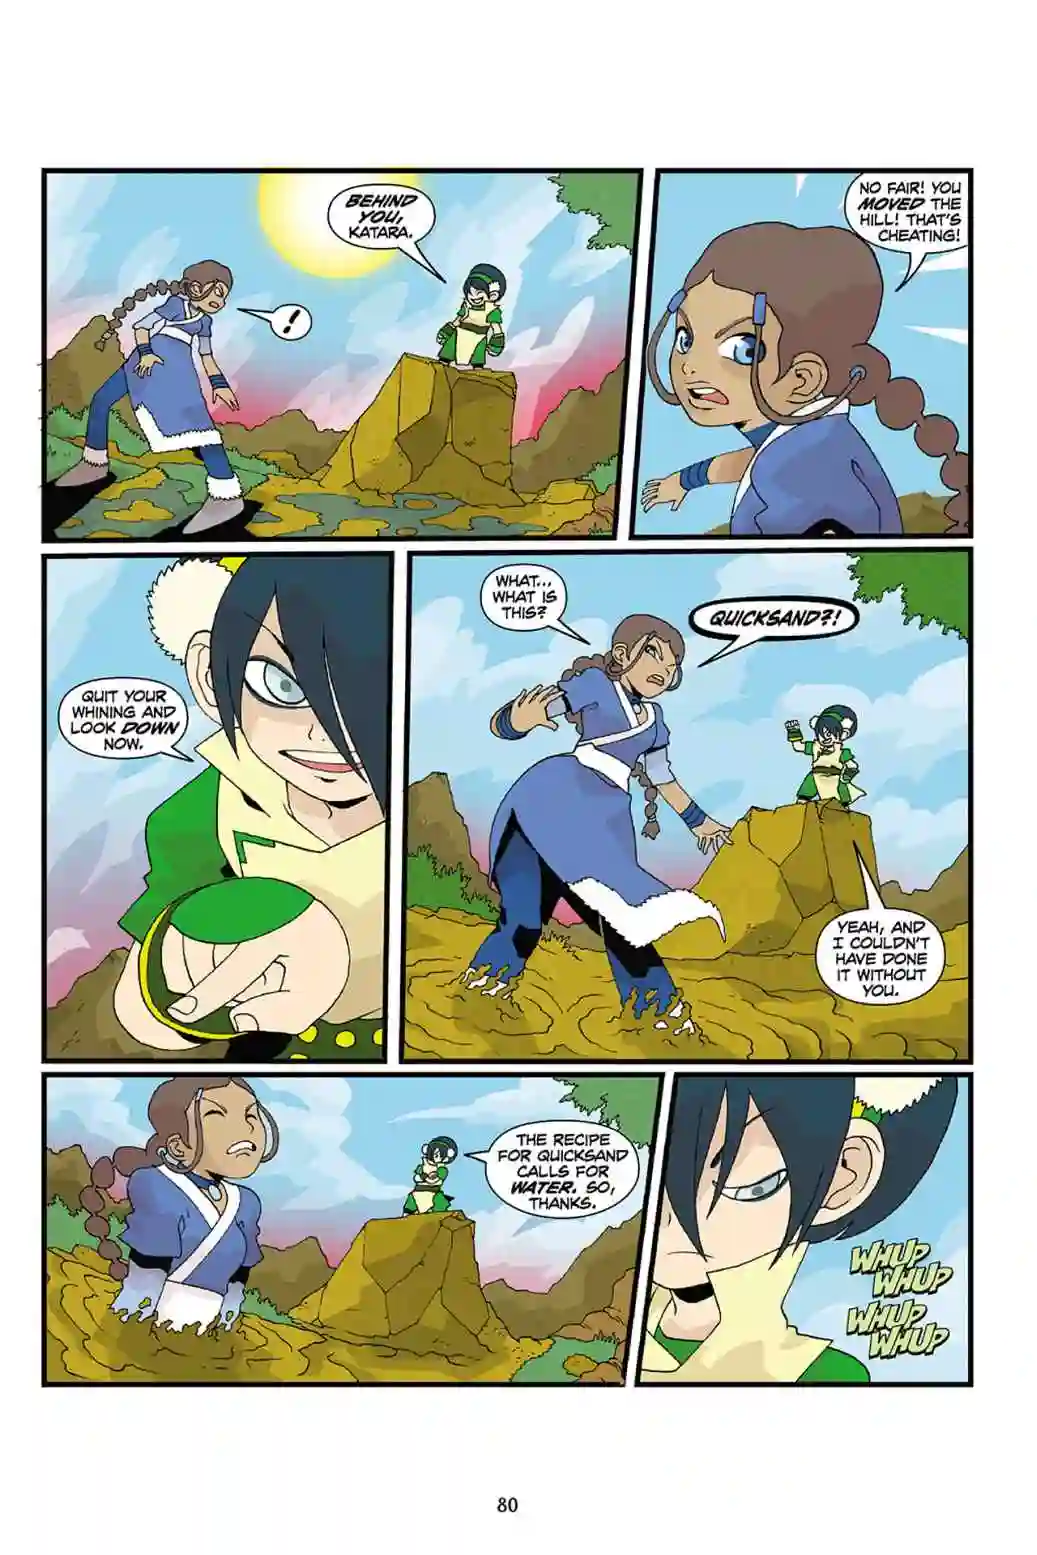 BEHIND
YOU,
KATARA.
!
NO FAIR! YOU
MOVED THE
HILL! THAT'S
CHEATING!
QUIT YOUR
WHINING AND
LOOK DOWN
NOW.
WHAT...
WHAT IS
THIS?
QUICKSAND?!
YEAH, AND
I COULDN'T
HAVE DONE
IT WITHOUT
YOU.
THE RECIPE
FOR QUICKSAND
CALLS FOR
WATER. SO,
THANKS.
WHUP
WHUP
WHUP
WHUP
80